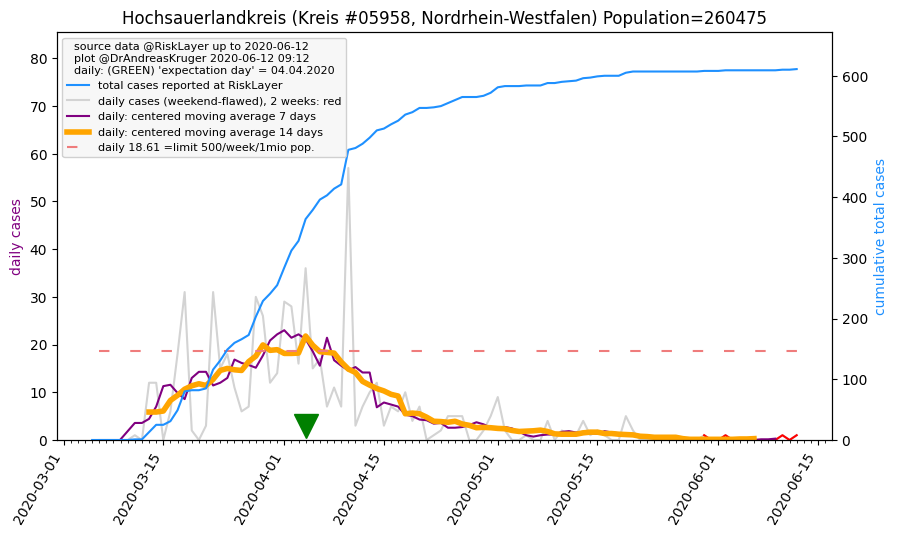 Hochsauerlandkreis (Kreis #05958, Nordrhein-Westfalen) Population=260475
source data @RiskLayer up to 2020-06-12
plot @DrAndreasKruger 2020-06-12 09:12
daily: (GREEN) 'expectation day' = 04.04.2020
total cases reported at RiskLayer
daily cases (weekend-flawed), 2 weeks: red
daily: centered moving average 7 days
daily: centered moving average 14 days
daily 18.61 =limit 500/week/1mio pop.
daily cases
80
70
60
50
40
30
20
10
0
cumulative total cases
600
500
400
300
200
100
0
2020-03-01
2020-03-15
2020-04-01
2020-04-15
2020-05-01
2020-05-15
2020-06-01
2020-06-15